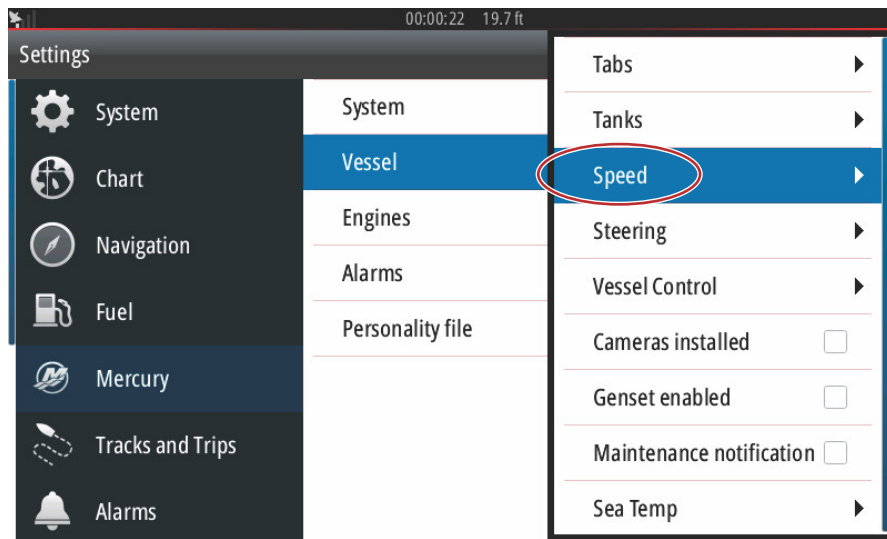 00:00:22 19.7 ft
Settings
System
Chart
Navigation
Fuel
Mercury
Tracks and Trips
Alarms
System
Vessel
Engines
Alarms
Personality file
Tabs
Tanks
Speed
Steering
Vessel Control
Cameras installed
Genset enabled
Maintenance notification
Sea Temp